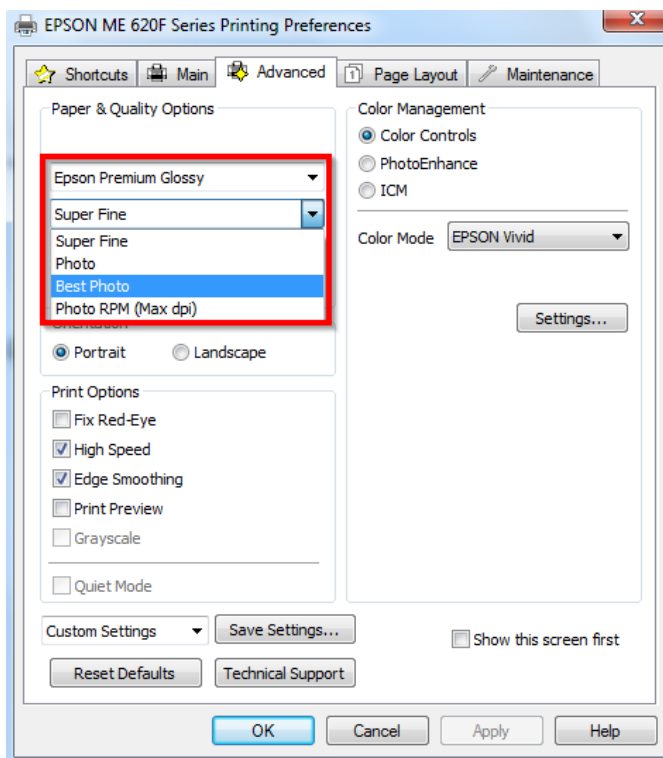 EPSON ME 620F Series Printing Preferences
Shortcuts
Main
Advanced
Page Layout
Maintenance
Paper & Quality Options
Epson Premium Glossy
Super Fine
Super Fine
Photo
Best Photo
Photo RPM (Max dpi)
Orientation
Portrait
Landscape
Print Options
Fix Red-Eye
High Speed
Edge Smoothing
Print Preview
Grayscale
Quiet Mode
Color Management
Color Controls
PhotoEnhance
ICM
Color Mode
EPSON Vivid
Settings...
Custom Settings
Save Settings...
Show this screen first
Reset Defaults
Technical Support
OK
Cancel
Apply
Help